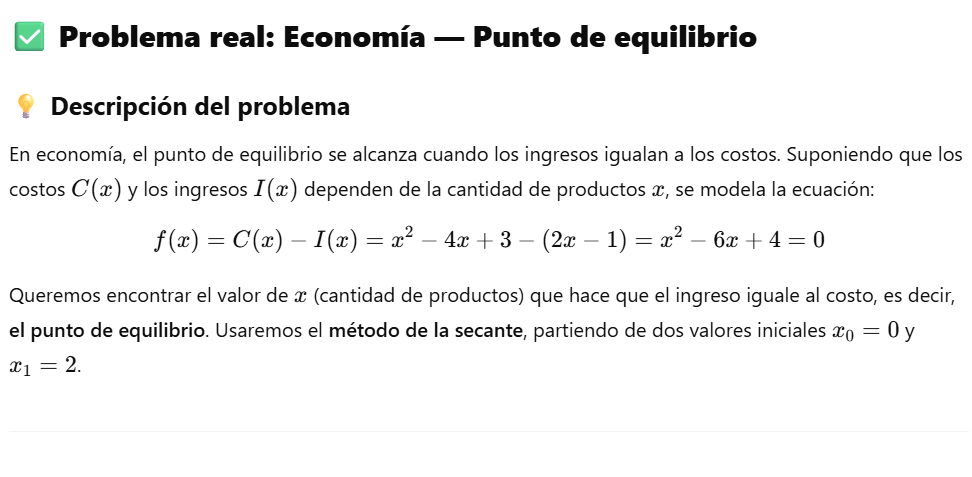 ✅ Problema real: Economía — Punto de equilibrio
💡 Descripción del problema
En economía, el punto de equilibrio se alcanza cuando los ingresos igualan a los costos. Suponiendo que los
costos C(x) y los ingresos I(x) dependen de la cantidad de productos x, se modela la ecuación:
f(x) = C(x) − I(x) = x² − 4x + 3 − (2x − 1) = x² − 6x + 4 = 0
Queremos encontrar el valor de x (cantidad de productos) que hace que el ingreso iguale al costo, es decir,
el punto de equilibrio. Usaremos el método de la secante, partiendo de dos valores iniciales x₀ = 0 y
x₁ = 2.